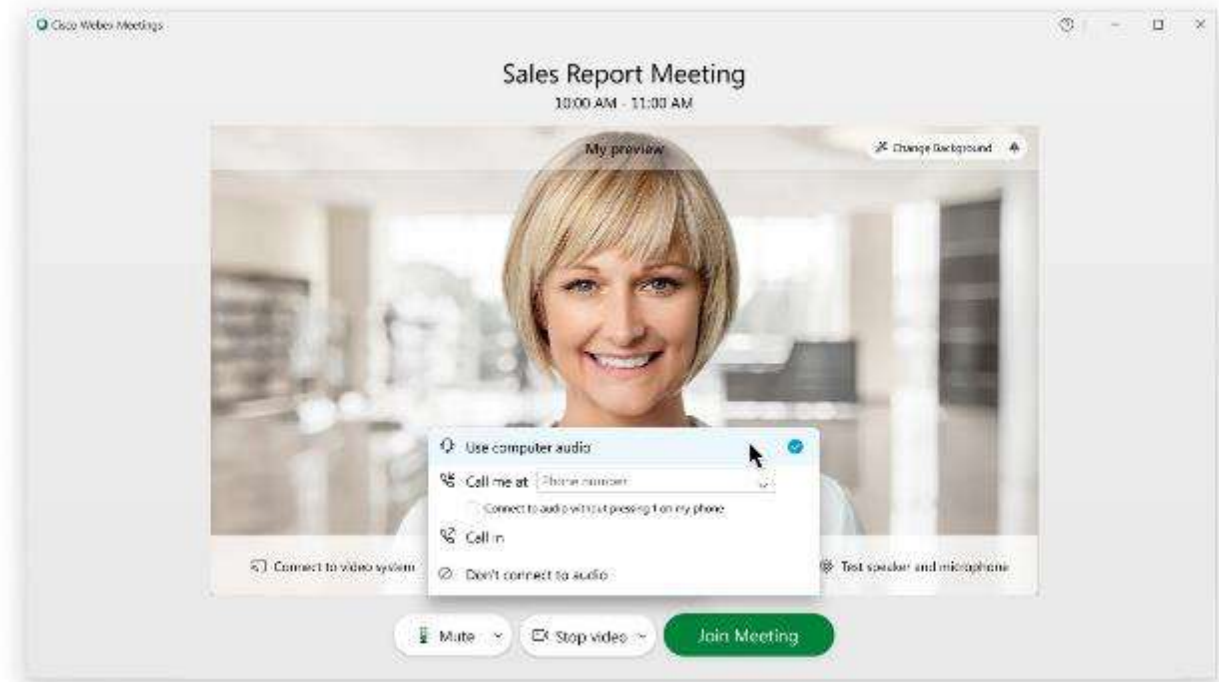 Cisco Webex Meetings
Sales Report Meeting
10:00 AM - 11:00 AM
My preview
Change Background
Use computer audio
Call me at Phone number
Connect to audio without pressing 1 on my phone
Call in
Connect to video system
Don't connect to audio
Test speaker and microphone
Mute
Stop video
Join Meeting